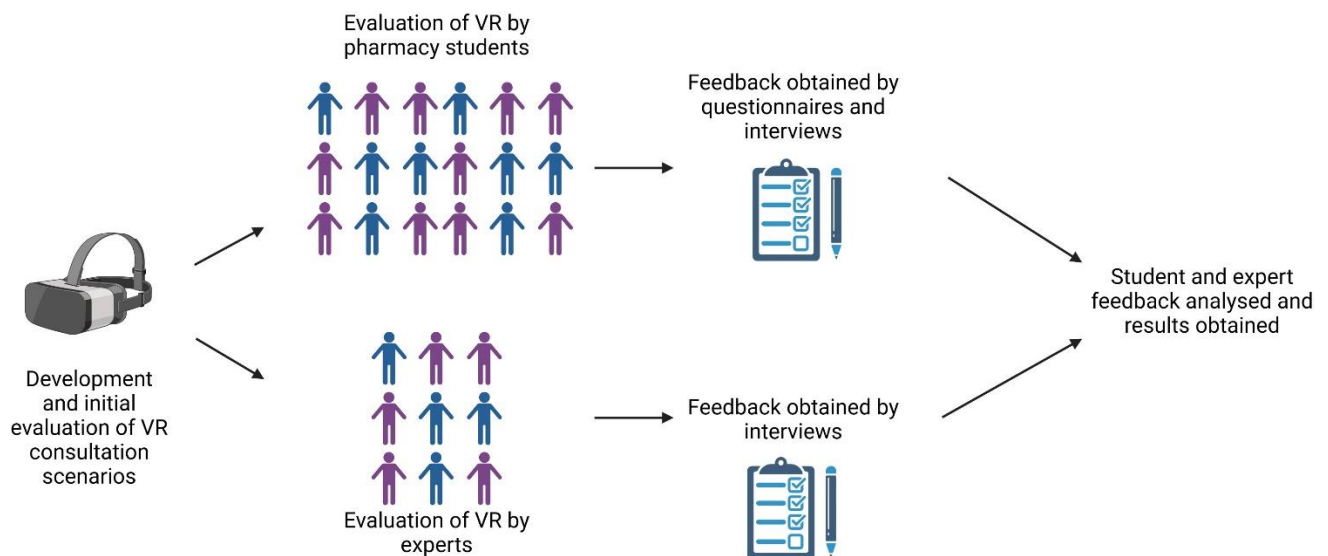 Evaluation of VR by
pharmacy students
Feedback obtained by
questionnaires and
interviews
Development
and initial
evaluation of VR
consultation
scenarios
Evaluation of VR by
experts
Feedback obtained by
interviews
Student and expert
feedback analysed and
results obtained